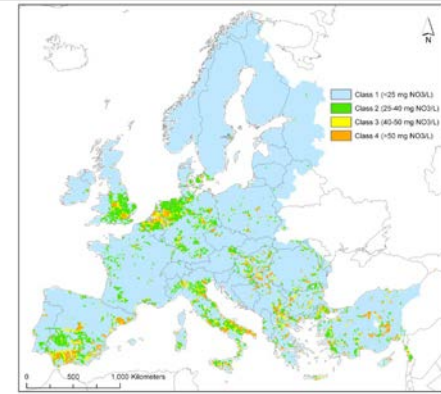 N
Class 1 (<25 mg NO3/L)
Class 2 (25-40 mg NO3/L)
Class 3 (40-50 mg NO3/L)
Class 4 (>50 mg NO3/L)
0 500 1,000 Kilometers